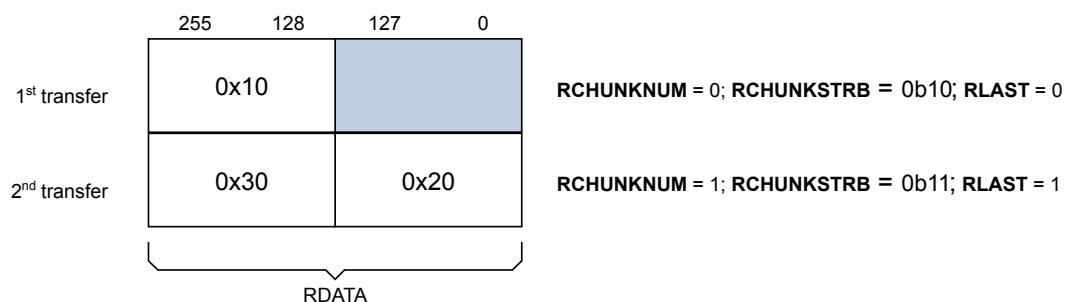 255 128 127 0
1st transfer 0x10 RCHUNKNUM = 0; RCHUNKSTRB = 0b10; RLAST = 0
2nd transfer 0x30 0x20 RCHUNKNUM = 1; RCHUNKSTRB = 0b11; RLAST = 1
RDATA